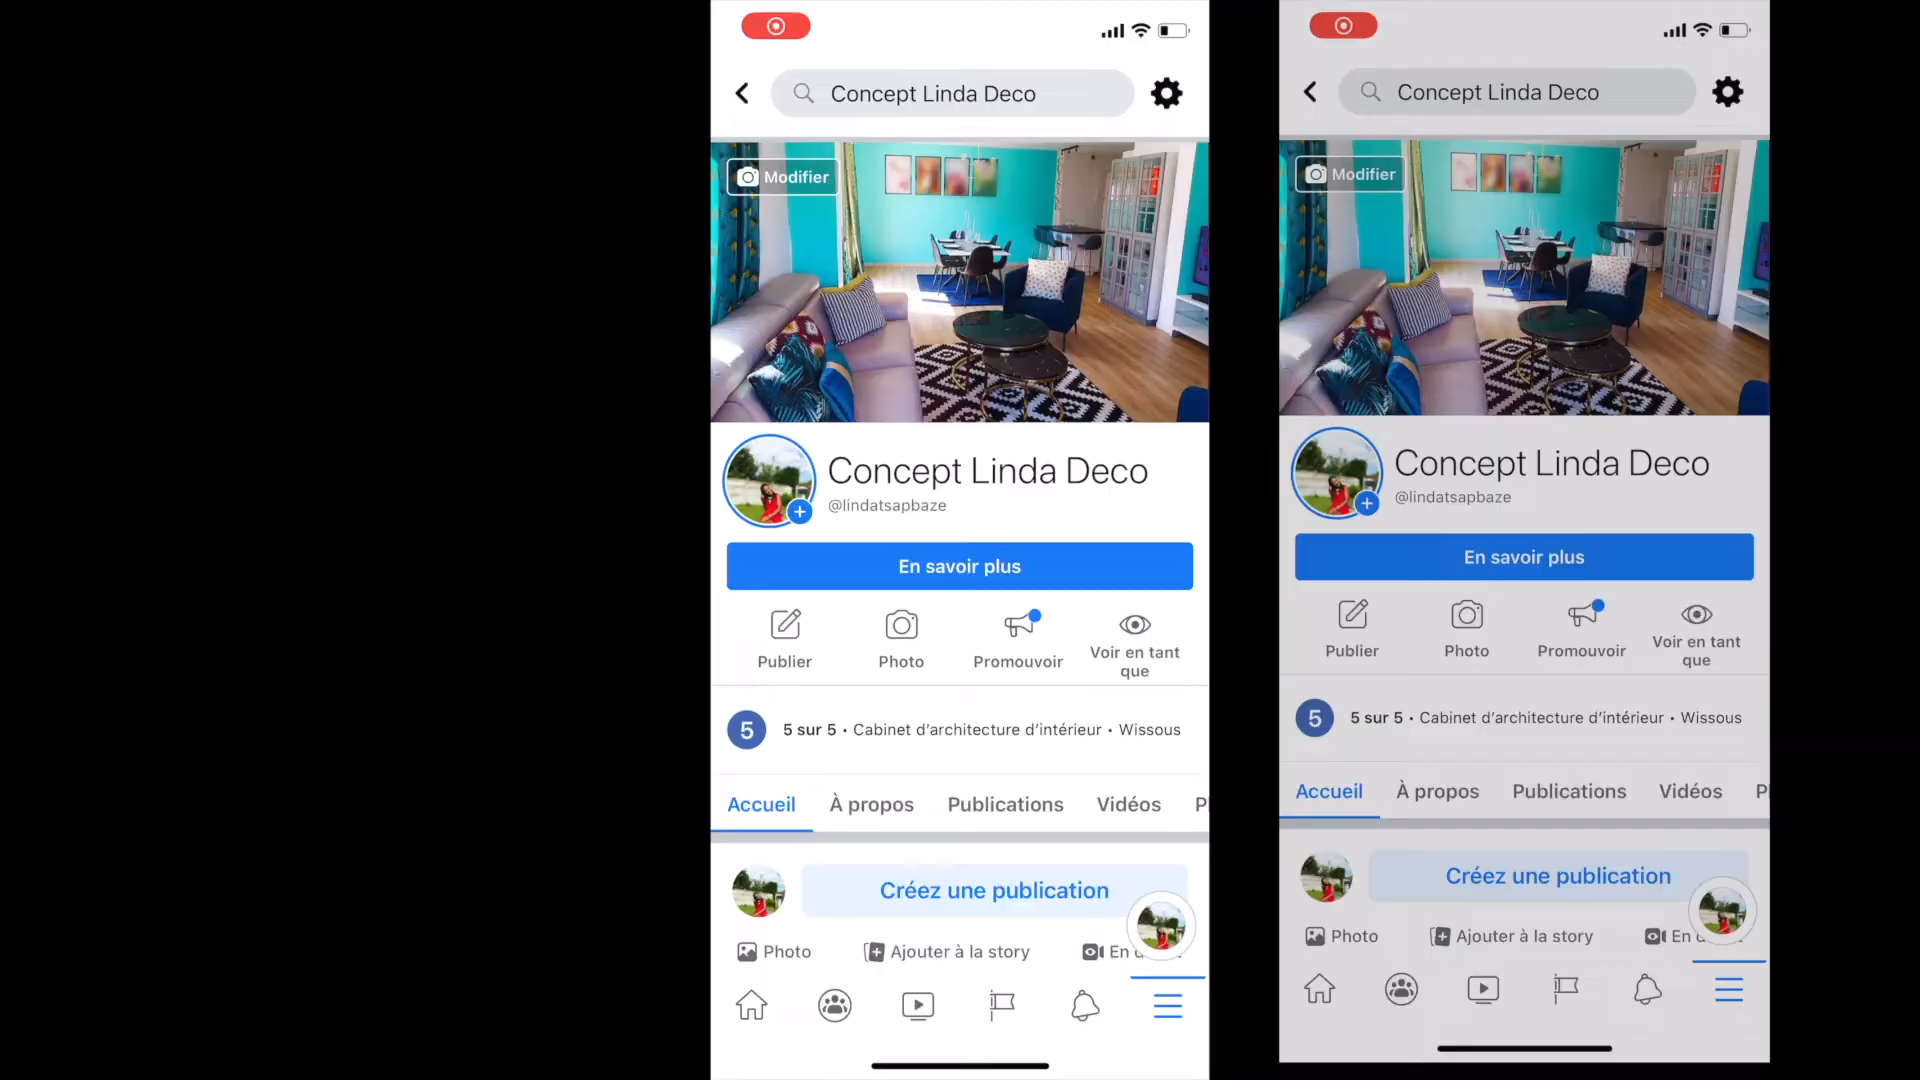 Concept Linda Deco
Modifier
Concept Linda Deco
@lindatsapbaze
En savoir plus
Publier
Photo
Promouvoir
Voir en tant
que
5
5 sur 5 • Cabinet d'architecture d'intérieur • Wissous
Accueil
À propos
Publications
Vidéos
P
Créez une publication
Photo
Ajouter à la story
En d
Concept Linda Deco
Modifier
Concept Linda Deco
@lindatsapbaze
En savoir plus
Publier
Photo
Promouvoir
Voir en tant
que
5
5 sur 5 • Cabinet d'architecture d'intérieur • Wissous
Accueil
À propos
Publications
Vidéos
P
Créez une publication
Photo
Ajouter à la story
En d